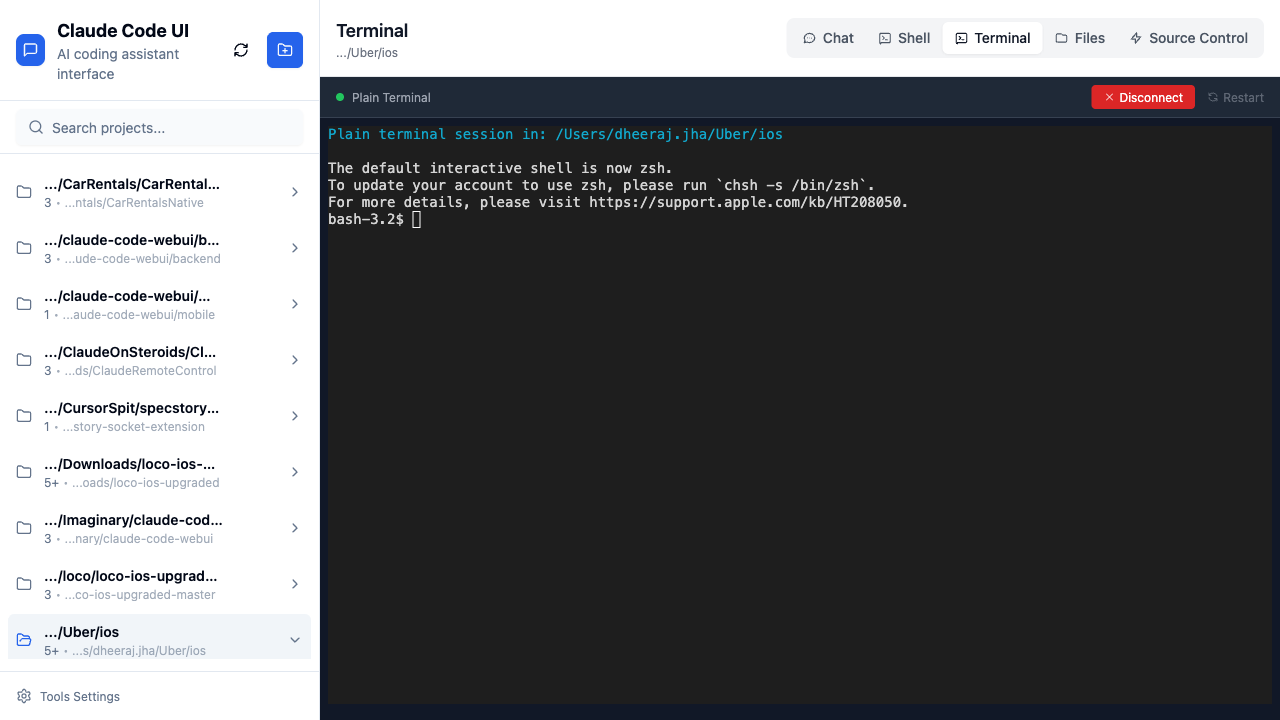 Claude Code UI
AI coding assistant
interface
Search projects...
.../CarRentals/CarRental...
3 • ...ntals/CarRentalsNative
.../claude-code-webui/b...
3 • ...ude-code-webui/backend
.../claude-code-webui/...
1 • ...aude-code-webui/mobile
.../ClaudeOnSteroids/Cl...
3 • ...ds/ClaudeRemoteControl
.../CursorSpit/specstory...
1 • ...story-socket-extension
.../Downloads/loco-ios-...
5+ • ...oads/loco-ios-upgraded
.../Imaginary/claude-cod...
3 • ...nary/claude-code-webui
.../loco/loco-ios-upgrad...
3 • ...co-ios-upgraded-master
.../Uber/ios
5+ • ...s/dheeraj.jha/Uber/ios
Tools Settings
Terminal
.../Uber/ios
Chat
Shell
Terminal
Files
Source Control
Plain Terminal
Disconnect
Restart
Plain terminal session in: /Users/dheeraj.jha/Uber/ios
The default interactive shell is now zsh.
To update your account to use zsh, please run `chsh -s /bin/zsh`.
For more details, please visit https://support.apple.com/kb/HT208050.
bash-3.2$